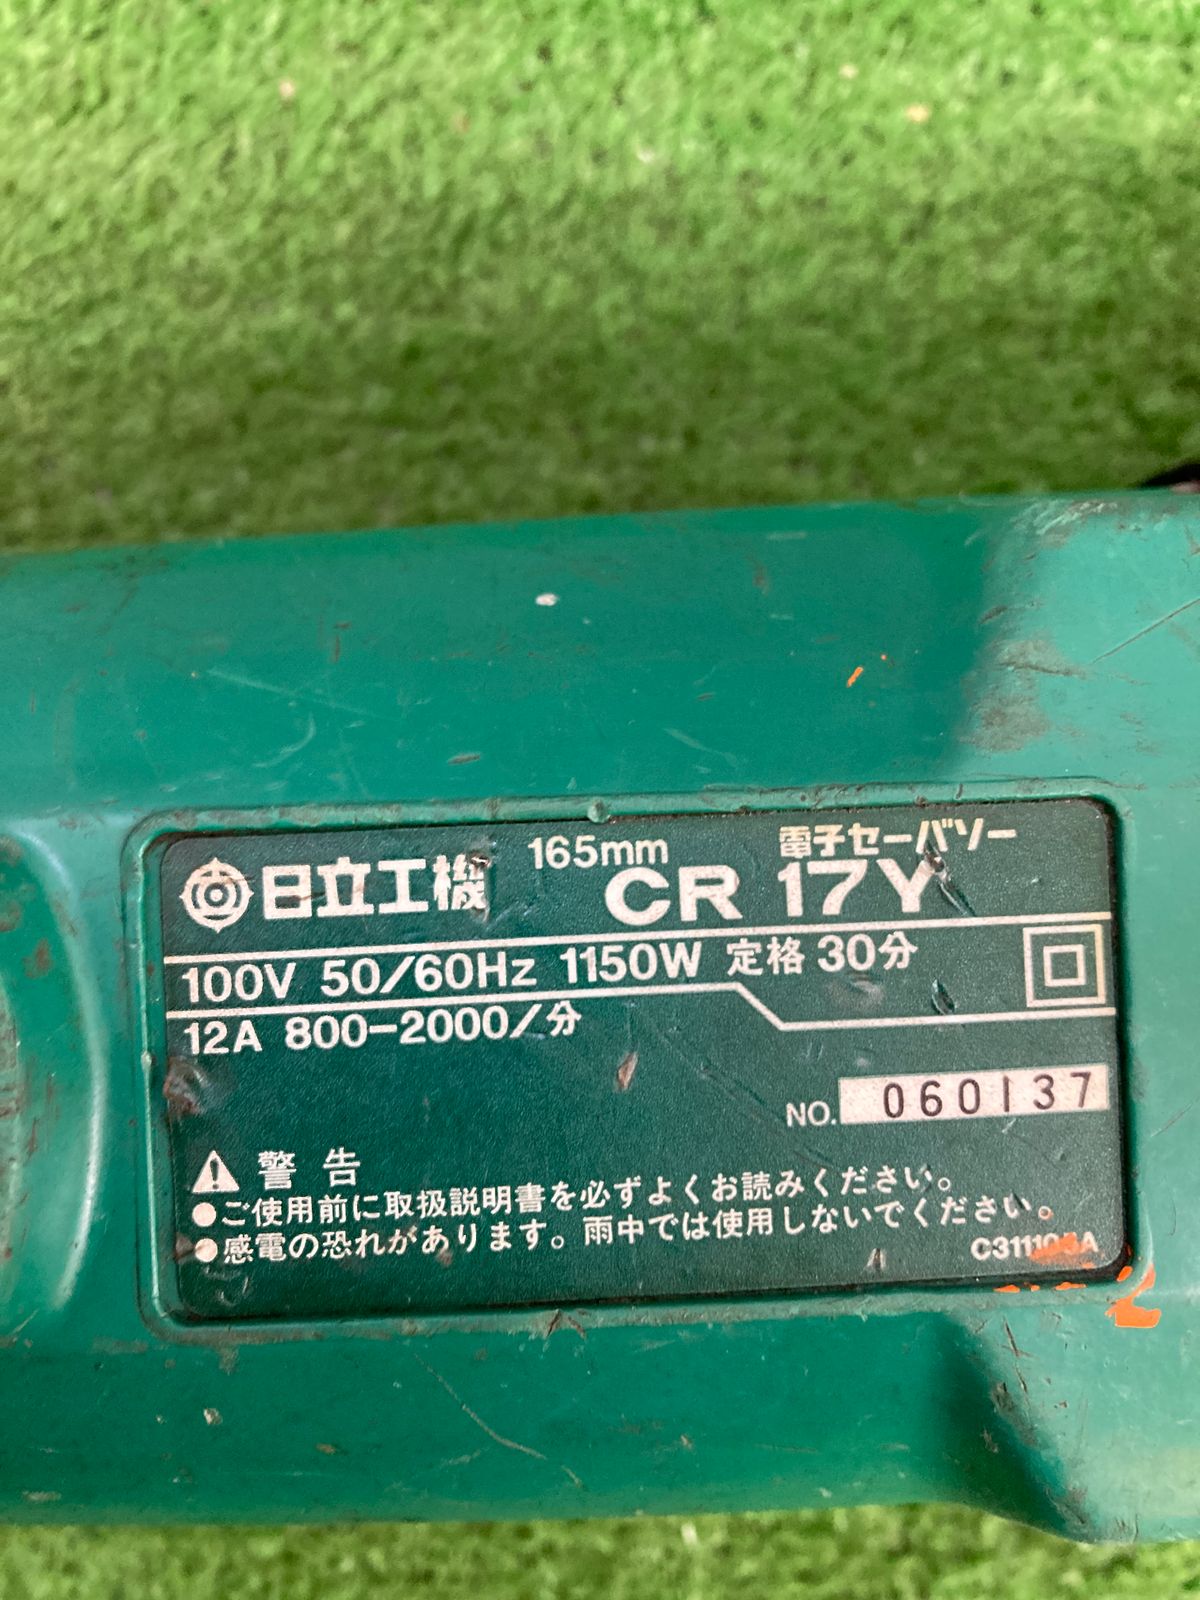 日立工機 165mm 電子セーバソー
CR 17Y
100V 50/60Hz 1150W 定格 30分
12A 800-2000/分
NO. 060137
警告
●ご使用前に取扱説明書を必ずよくお読みください。
●感電の恐れがあります。雨中では使用しないでください。